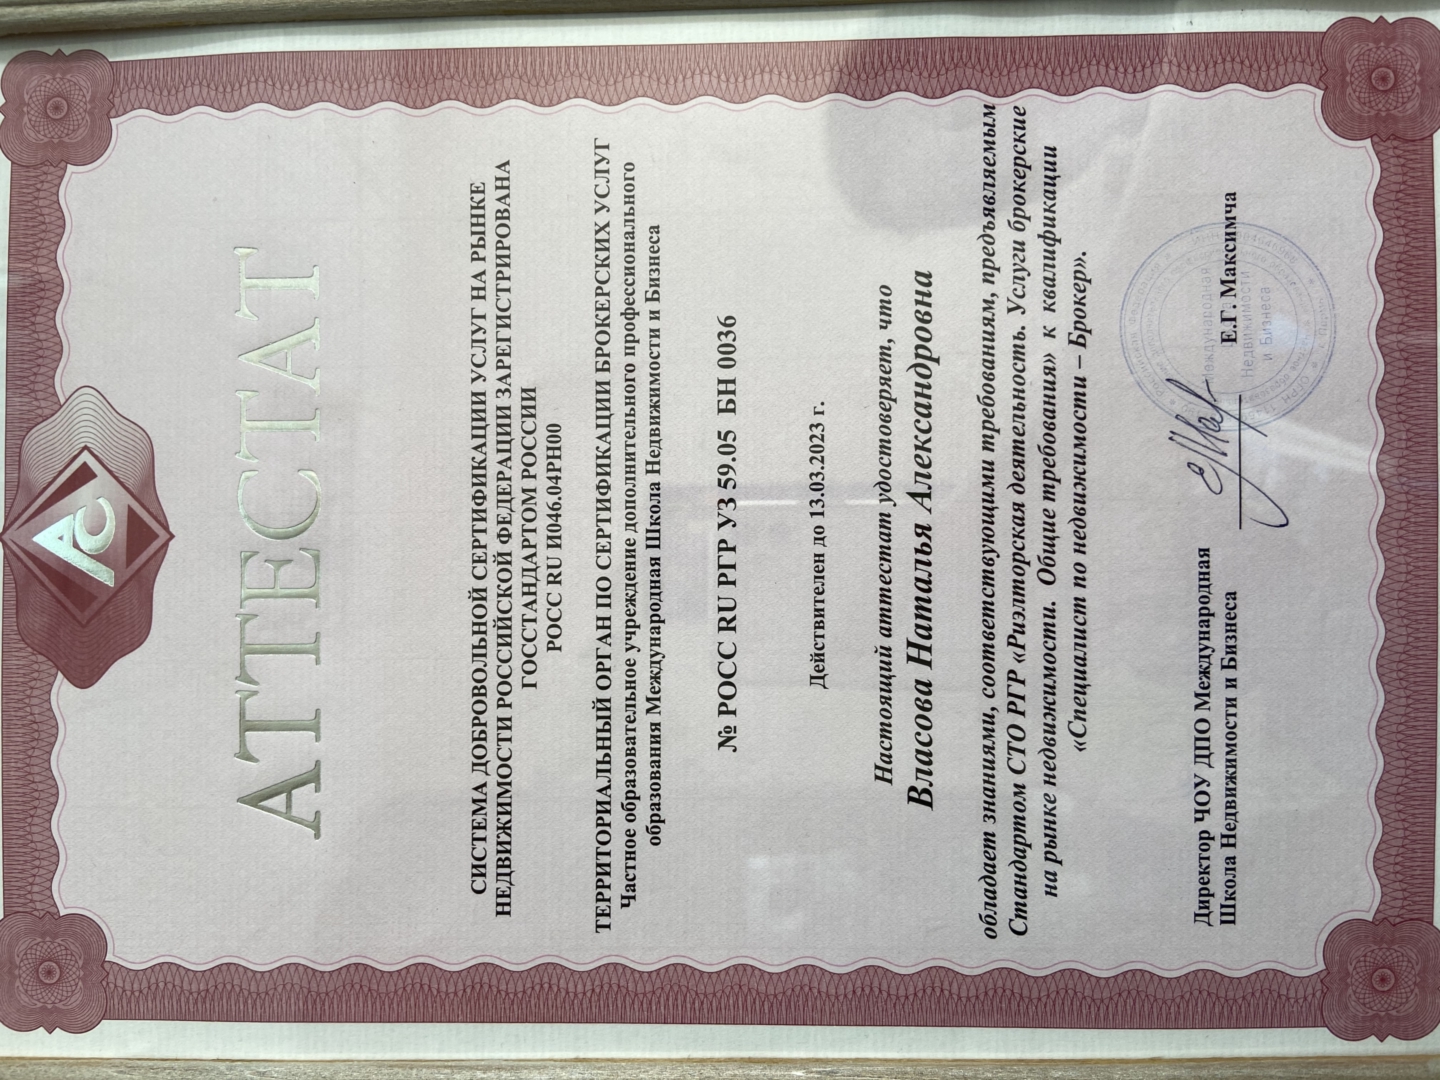 АС
АТТЕСТАТ
СИСТЕМА ДОБРОВОЛЬНОЙ СЕРТИФИКАЦИИ УСЛУГ НА РЫНКЕ
НЕДВИЖИМОСТИ РОССИЙСКОЙ ФЕДЕРАЦИИ ЗАРЕГИСТРИРОВАНА
ГОССТАНДАРТОМ РОССИИ
РОСС RU И046.04РН00
ТЕРРИТОРИАЛЬНЫЙ ОРГАН ПО СЕРТИФИКАЦИИ БРОКЕРСКИХ УСЛУГ
Частное образовательное учреждение дополнительного профессионального
образования Международная Школа Недвижимости и Бизнеса
№ РОСС RU РГР УЗ 59.05 БН 0036
Действителен до 13.03.2023 г.
Настоящий аттестат удостоверяет, что
Власова Наталья Александровна
обладает знаниями, соответствующими требованиям, предъявляемым
Стандартом СТО РГР «Риэлторская деятельность. Услуги брокерские
на рынке недвижимости. Общие требования» к квалификации
«Специалист по недвижимости – Брокер».
Директор ЧОУ ДПО Международная
Школа Недвижимости и Бизнеса
Е.Г. Максимча
Международная
Недвижимости
и Бизнеса